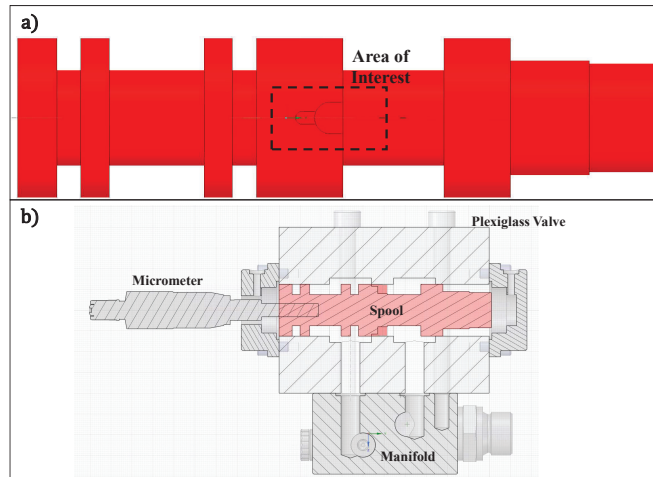 a)
Area of
Interest
b)
Plexiglass Valve
Micrometer
Spool
Manifold